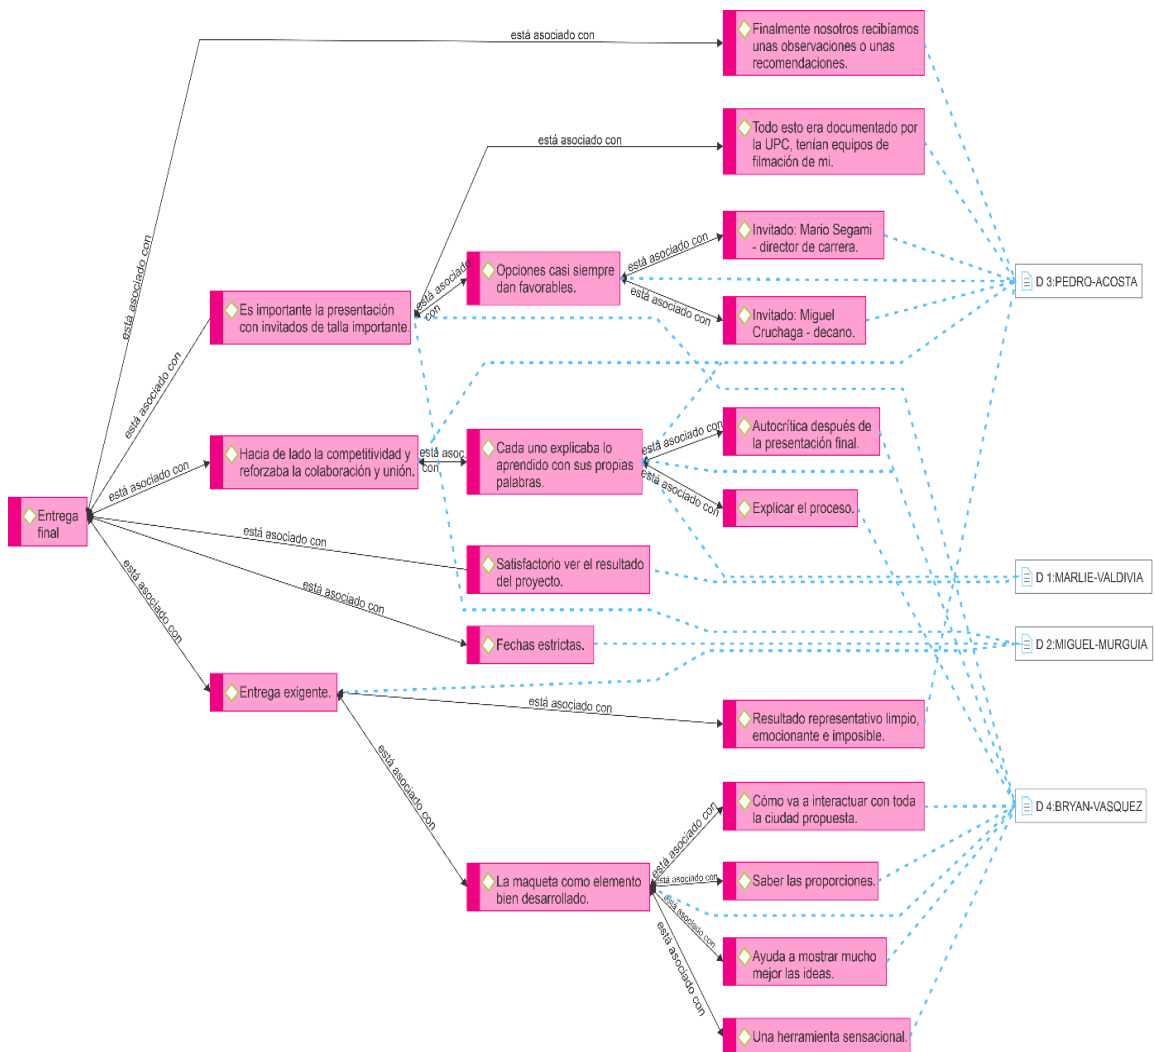 está asociado con
Finalmente nosotros recibíamos
unas observaciones o unas
recomendaciones.
está asociado con
Todo esto era documentado por
la UPC, tenían equipos de
filmación de mi.
está asociado con
está asociado con
Invitado: Mario Segami
- director de carrera.
está asociado
con
Opciones casi siempre
dan favorables.
está asociado con
Invitado: Miguel
Cruchaga - decano.
D 3:PEDRO-ACOSTA
Es importante la presentación
con invitados de talla importante.
está asociado con
está asociado con
Hacia de lado la competitividad y
reforzaba la colaboración y unión.
está asoc
con
Cada uno explicaba lo
aprendido con sus propias
palabras.
está asociado con
Autocrítica después de
la presentación final.
está asociado con
Explicar el proceso.
Entrega
final
está asociado con
Satisfactorio ver el resultado
del proyecto.
D 1:MARLIE-VALDIVIA
está asociado con
Fechas estrictas.
D 2:MIGUEL-MURGUIA
está asociado con
Entrega exigente.
está asociado con
Resultado representativo limpio,
emocionante e imposible.
está asociado con
está asociado con
Cómo va a interactuar con toda
la ciudad propuesta.
D 4:BRYAN-VASQUEZ
La maqueta como elemento
bien desarrollado.
está asociado con
Saber las proporciones.
está asociado con
Ayuda a mostrar mucho
mejor las ideas.
está asociado con
Una herramienta sensacional.